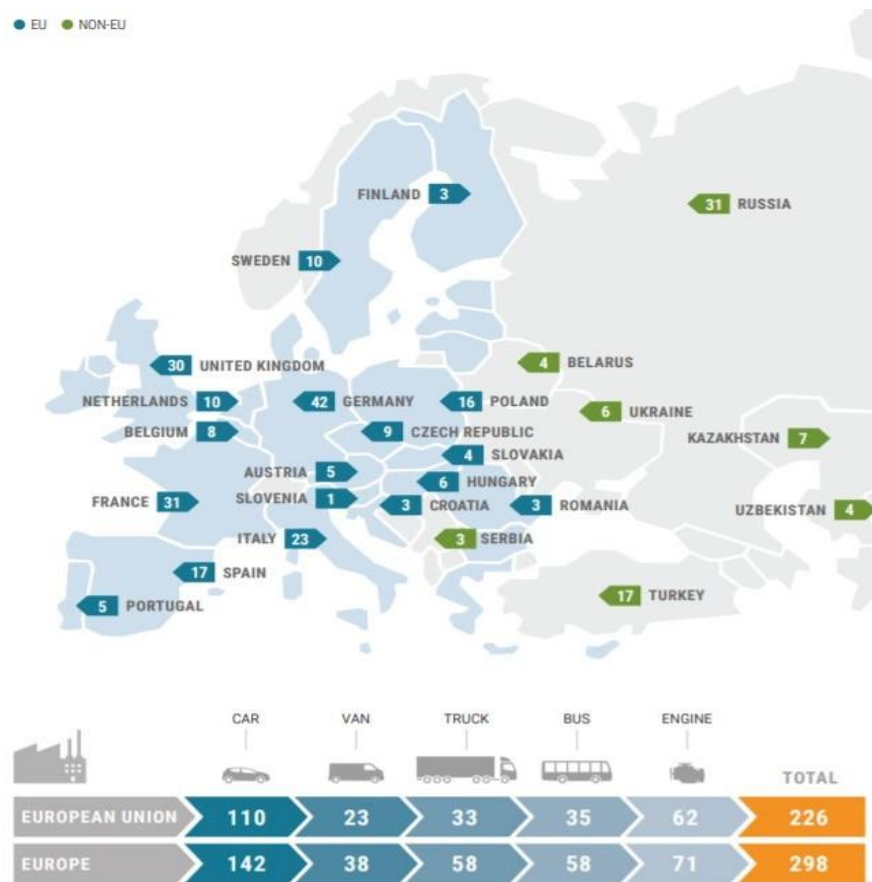 EU NON-EU
FINLAND 3
31 RUSSIA
SWEDEN 10
30 UNITED KINGDOM
4 BELARUS
NETHERLANDS 10
42 GERMANY
16 POLAND
6 UKRAINE
BELGIUM 8
9 CZECH REPUBLIC
KAZAKHSTAN 7
4 SLOVAKIA
AUSTRIA 5
6 HUNGARY
SLOVENIA 1
FRANCE 31
3 CROATIA
3 ROMANIA
UZBEKISTAN 4
ITALY 23
3 SERBIA
17 SPAIN
17 TURKEY
5 PORTUGAL
CAR VAN TRUCK BUS ENGINE
TOTAL
EUROPEAN UNION 110 23 33 35 62 226
EUROPE 142 38 58 58 71 298